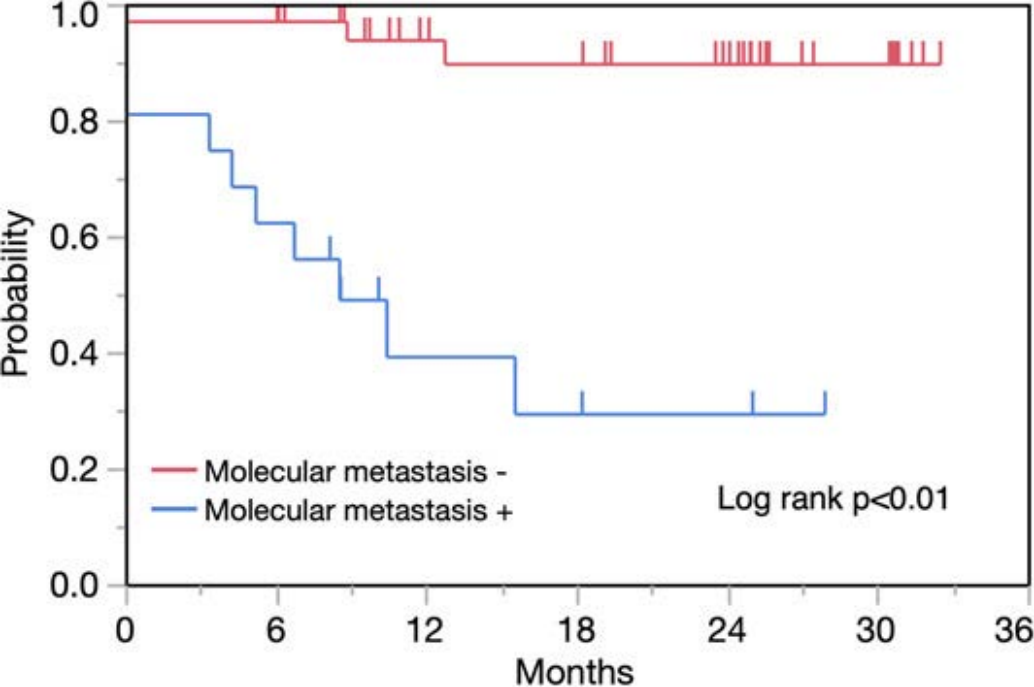 1.0
0.8
0.6
0.4
0.2
0.0
Probability
Molecular metastasis -
Molecular metastasis +
Log rank p<0.01
0 6 12 18 24 30 36
Months